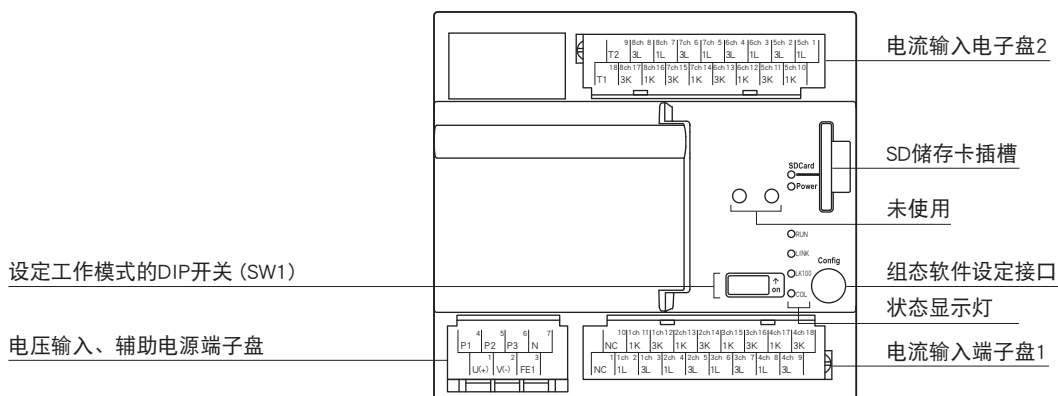 9 8ch 8 8ch 7 7ch 6 7ch 5 6ch 4 6ch 3 5ch 2 5ch 1
T2 3L 1L 3L 1L 3L 1L 3L 1L
18 8ch 17 8ch 16 7ch 15 7ch 14 6ch 13 6ch 12 5ch 11 5ch 10
T1 3K 1K 3K 1K 3K 1K 3K 1K
电流输入电子盘2
SD储存卡插槽
SDCard
Power
未使用
RUN
LINK
Config
设定工作模式的DIP开关 (SW1)
↑
on
LK100
组态软件设定接口
COL
状态显示灯
电压输入、辅助电源端子盘
4 5 6 7
P1 P2 P3 N
1 2 3
U(+) V(-) FE1
10 1ch 11 1ch 12 2ch 13 2ch 14 3ch 15 3ch 16 4ch 17 4ch 18
NC 1K 3K 1K 3K 1K 3K 1K 3K
1 1ch 2 1ch 3 2ch 4 2ch 5 3ch 6 3ch 7 4ch 8 4ch 9
NC 1L 3L 1L 3L 1L 3L 1L 3L
电流输入端子盘1